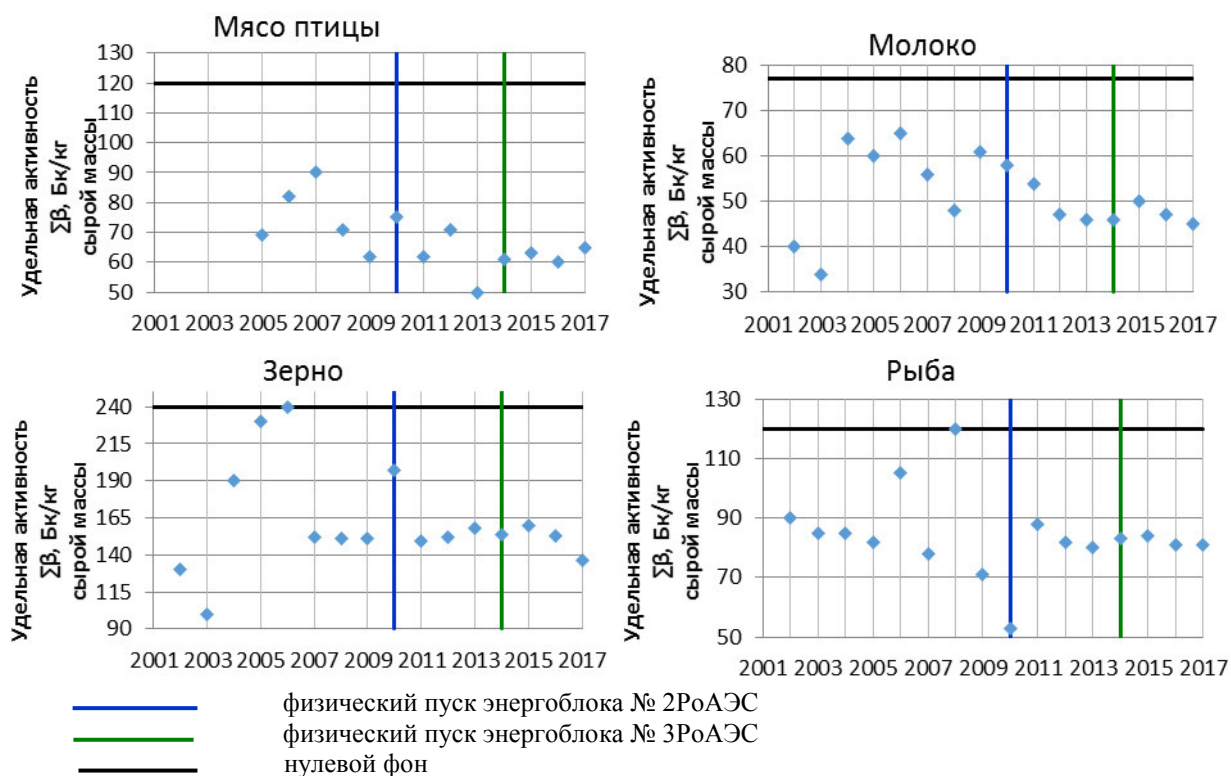 Мясо птицы
Удельная активность
Σβ, Бк/кг
сырой массы
130
120
110
100
90
80
70
60
50
2001 2003 2005 2007 2009 2011 2013 2015 2017
Молоко
Удельная активность
Σβ, Бк/кг
сырой массы
80
70
60
50
40
30
2001 2003 2005 2007 2009 2011 2013 2015 2017
Зерно
Удельная активность
Σβ, Бк/кг
сырой массы
240
215
190
165
140
115
90
2001 2003 2005 2007 2009 2011 2013 2015 2017
Рыба
Удельная активность
Σβ, Бк/кг
сырой массы
130
110
90
70
50
2001 2003 2005 2007 2009 2011 2013 2015 2017
физический пуск энергоблока № 2РоАЭС
физический пуск энергоблока № 3РоАЭС
нулевой фон